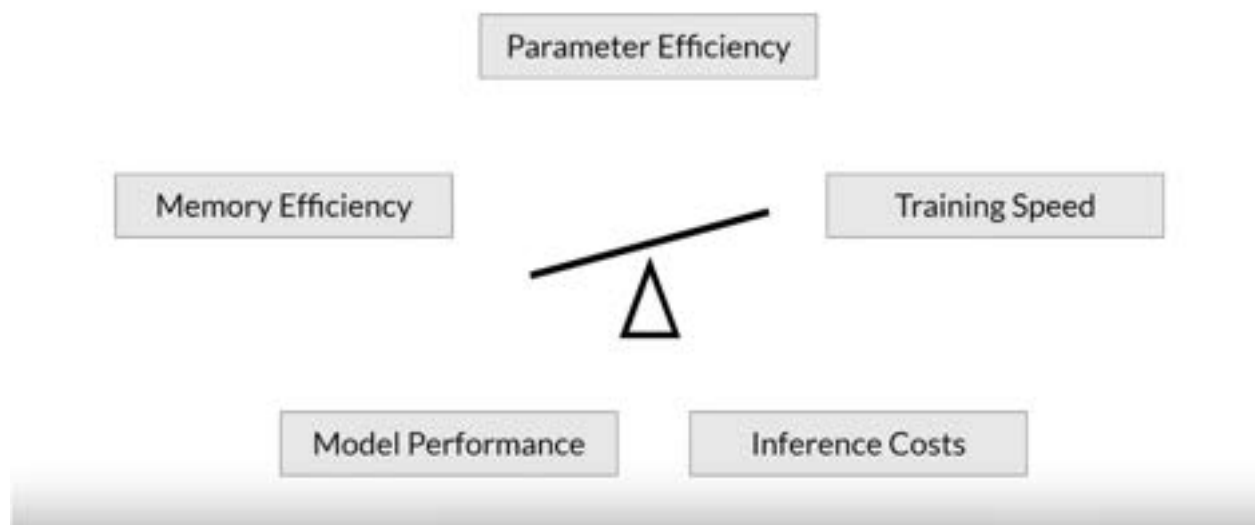 Parameter Efficiency
Memory Efficiency
Training Speed
Model Performance
Inference Costs